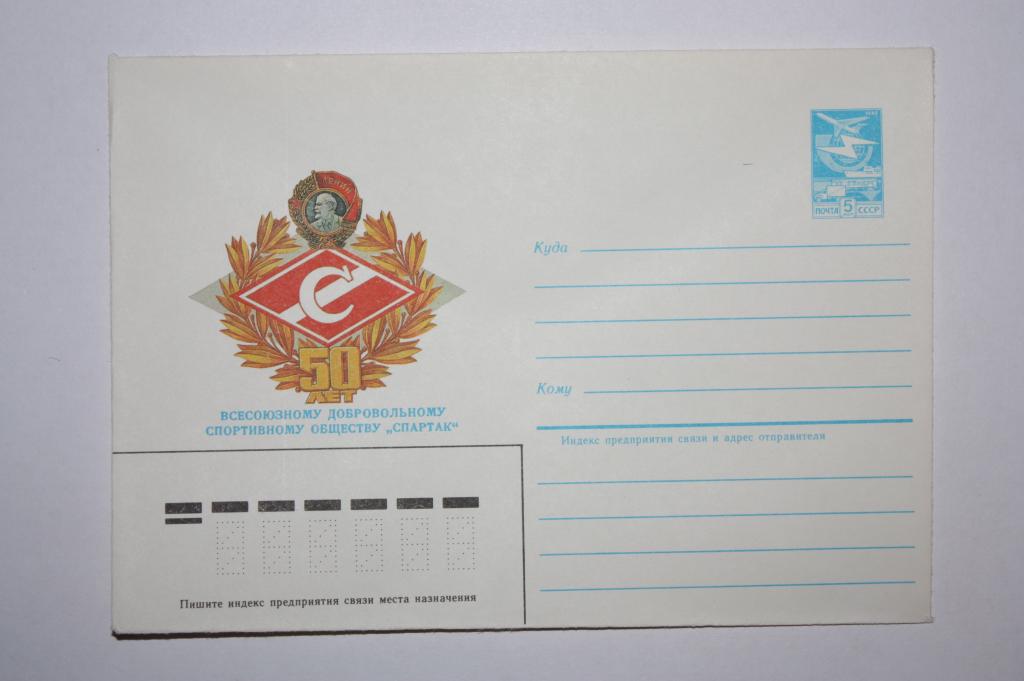 ЛЕНИН
С
50
ЛЕТ
ВСЕСОЮЗНОМУ ДОБРОВОЛЬНОМУ
СПОРТИВНОМУ ОБЩЕСТВУ „СПАРТАК“
ПОЧТА 5 СССР
Куда
Кому
Индекс предприятия связи и адрес отправителя
Пишите индекс предприятия связи места назначения